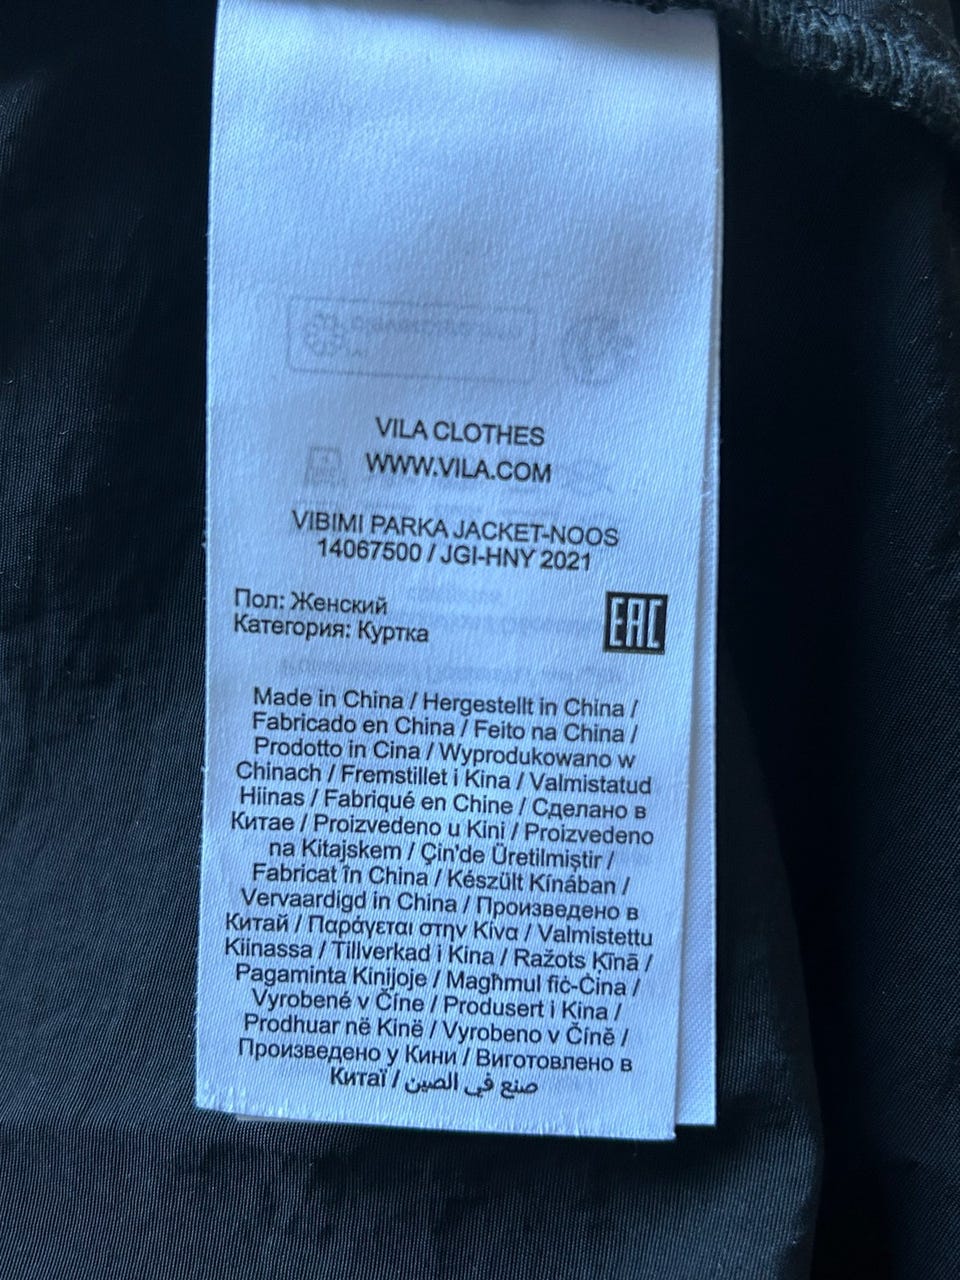 VILA CLOTHES
WWW.VILA.COM
VIBIMI PARKA JACKET-NOOS
14067500 / JGI-HNY 2021
Пол: Женский
Категория: Куртка
EAC
Made in China / Hergestellt in China /
Fabricado en China / Feito na China /
Prodotto in Cina / Wyprodukowano w
Chinach / Fremstillet i Kina / Valmistatud
Hiinas / Fabriqué en Chine / Сделано в
Китае / Proizvedeno u Kini / Proizvedeno
na Kitajskem / Çin'de Üretilmiştir /
Fabricat în China / Készült Kínában /
Vervaardigd in China / Произведено в
Китай / Παράγεται στην Κίνα / Valmistettu
Kiinassa / Tillverkad i Kina / Ražots Ķīnā /
Pagaminta Kinijoje / Magħmul fiċ-Ċina /
Vyrobené v Číne / Produsert i Kina /
Prodhuar në Kinë / Vyrobeno v Číně /
Произведено у Кини / Виготовлено в
Китаї / صنع في الصين